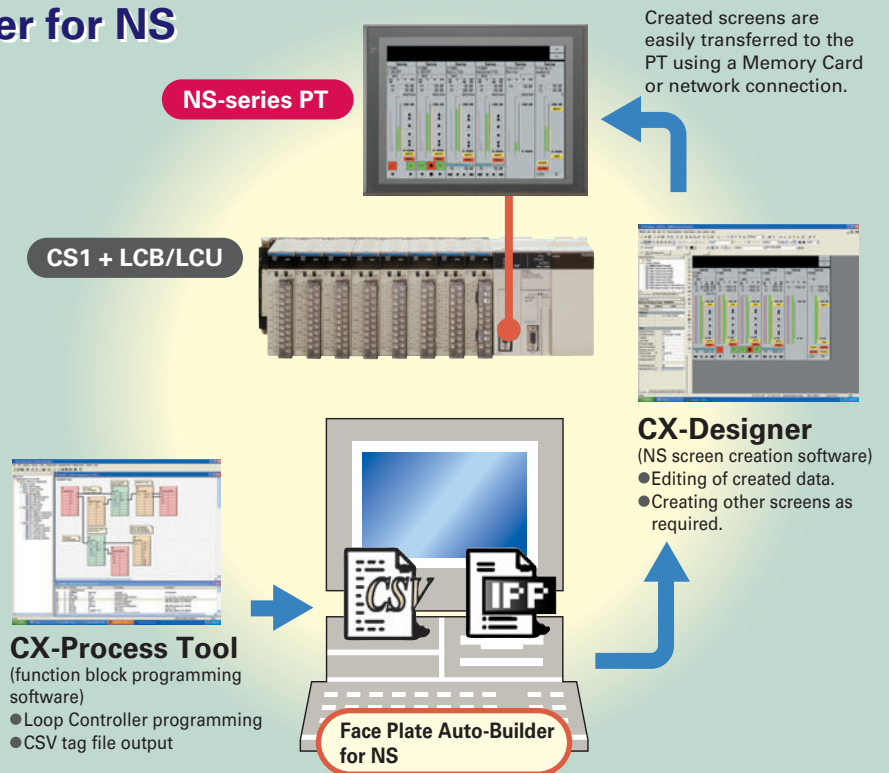 er for NS
Created screens are
easily transferred to the
PT using a Memory Card
or network connection.
NS-series PT
CS1 + LCB/LCU
CX-Designer
(NS screen creation software)
●Editing of created data.
●Creating other screens as
required.
CSV
IPP
CX-Process Tool
(function block programming
software)
●Loop Controller programming
●CSV tag file output
Face Plate Auto-Builder
for NS